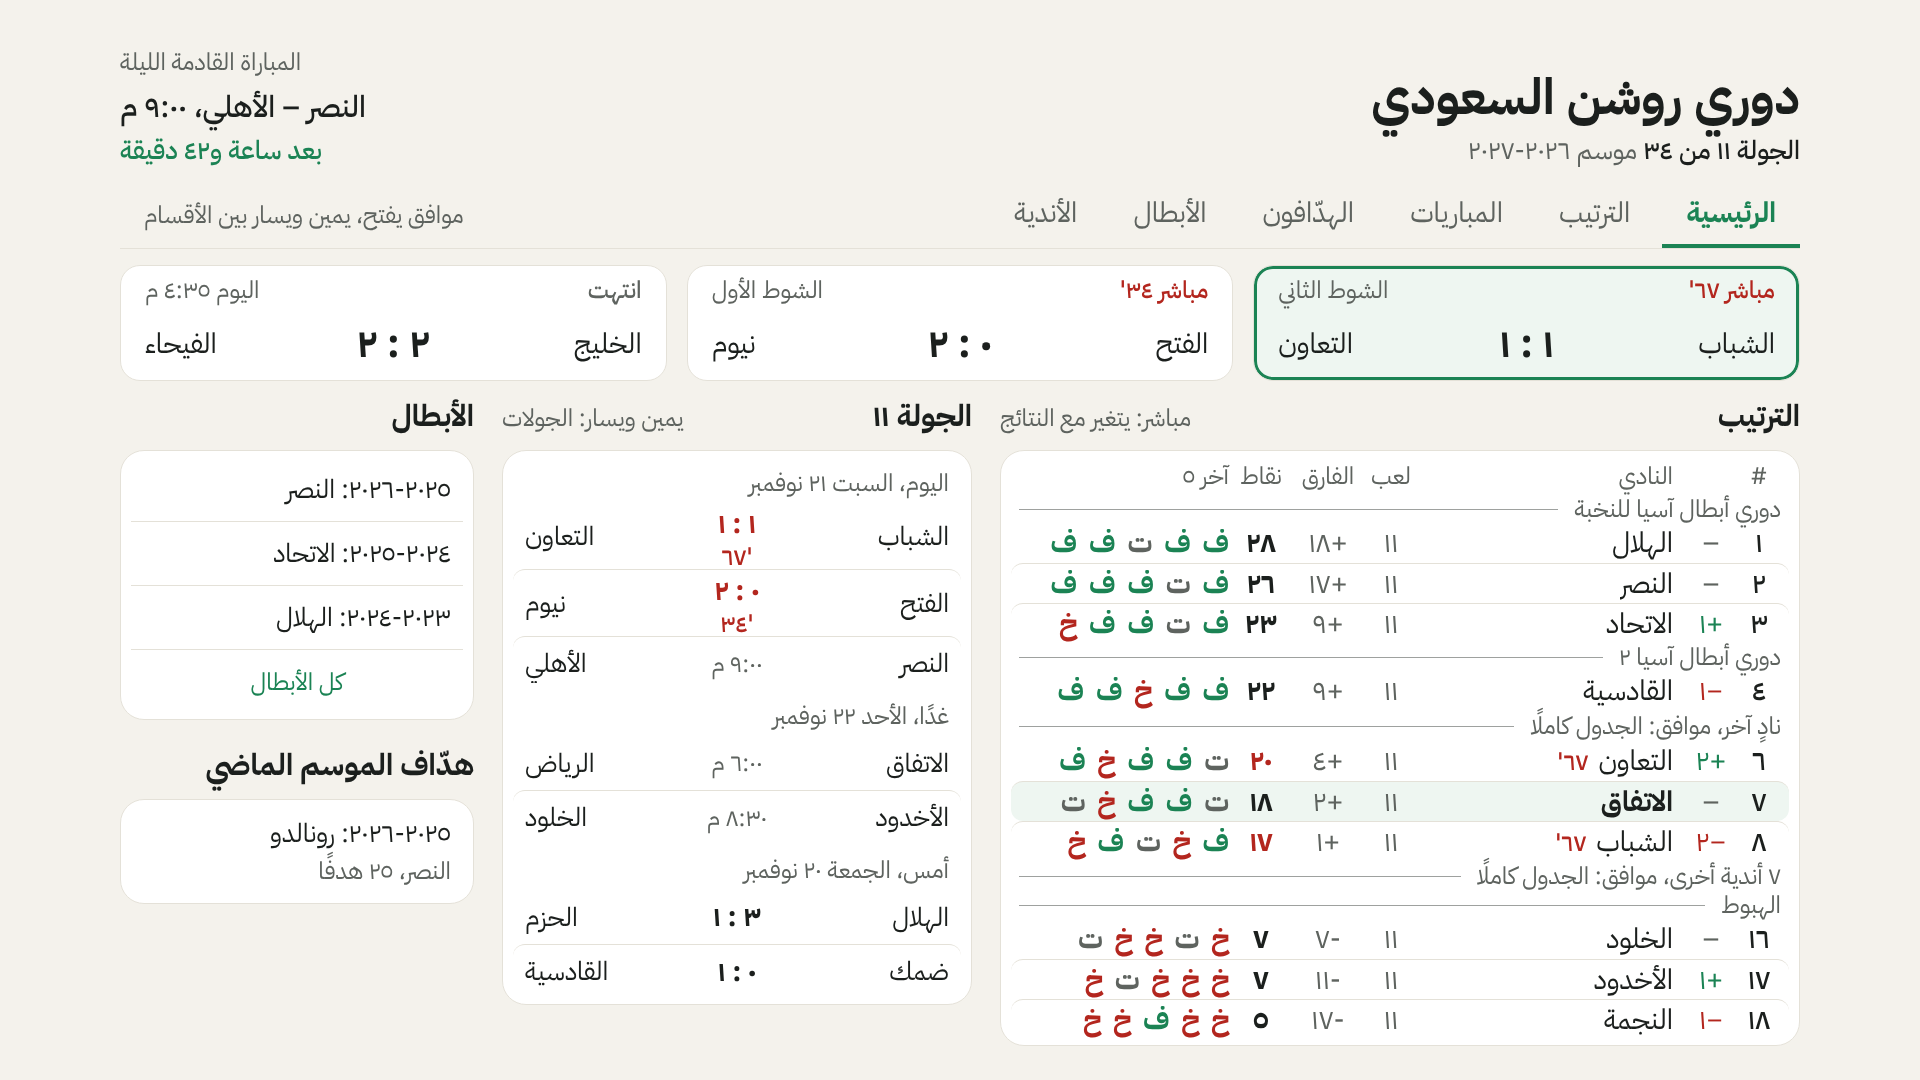 دوري روشن السعودي
الجولة ١١ من ٣٤ موسم ٢٠٢٦-٢٠٢٧
المباراة القادمة الليلة
النصر – الأهلي، ٩:٠٠ م
بعد ساعة و٤٢ دقيقة
الرئيسية الترتيب المباريات الهدّافون الأبطال الأندية
موافق يفتح، يمين ويسار بين الأقسام
مباشر ٦٧' الشوط الثاني
الشباب ١ : ١ التعاون
مباشر ٣٤' الشوط الأول
الفتح ٠ : ٢ نيوم
انتهت اليوم ٤:٣٥ م
الخليج ٢ : ٢ الفيحاء
الترتيب مباشر: يتغير مع النتائج
# النادي لعب الفارق نقاط آخر ٥
دوري أبطال آسيا للنخبة
١ – الهلال ١١ +١٨ ٢٨ ف ف ت ف ف
٢ – النصر ١١ +١٧ ٢٦ ف ت ف ف ف
٣ +١ الاتحاد ١١ +٩ ٢٣ ف ت ف ف خ
دوري أبطال آسيا ٢
٤ –١ القادسية ١١ +٩ ٢٢ ف ف خ ف ف
نادٍ آخر، موافق: الجدول كاملًا
٦ +٢ التعاون ٦٧' ١١ +٤ ٢٠ ت ف ف خ ف
٧ – الاتفاق ١١ +٢ ١٨ ت ف ف خ ت
٨ –٢ الشباب ٦٧' ١١ +١ ١٧ ف خ ت ف خ
٧ أندية أخرى، موافق: الجدول كاملًا
الهبوط
١٦ – الخلود ١١ -٧ ٧ خ ت خ خ ت
١٧ +١ الأخدود ١١ -١١ ٧ خ خ خ ت خ
١٨ –١ النجمة ١١ -١٧ ٥ خ خ ف خ خ
الجولة ١١ يمين ويسار: الجولات
اليوم، السبت ٢١ نوفمبر
الشباب ١ : ١ التعاون
٦٧'
الفتح ٠ : ٢ نيوم
٣٤'
النصر ٩:٠٠ م الأهلي
غدًا، الأحد ٢٢ نوفمبر
الاتفاق ٦:٠٠ م الرياض
الأخدود ٨:٣٠ م الخلود
أمس، الجمعة ٢٠ نوفمبر
الهلال ٣ : ١ الحزم
ضمك ٠ : ١ القادسية
الأبطال
٢٠٢٥-٢٠٢٦: النصر
٢٠٢٤-٢٠٢٥: الاتحاد
٢٠٢٣-٢٠٢٤: الهلال
كل الأبطال
هدّاف الموسم الماضي
٢٠٢٥-٢٠٢٦: رونالدو
النصر، ٢٥ هدفًا